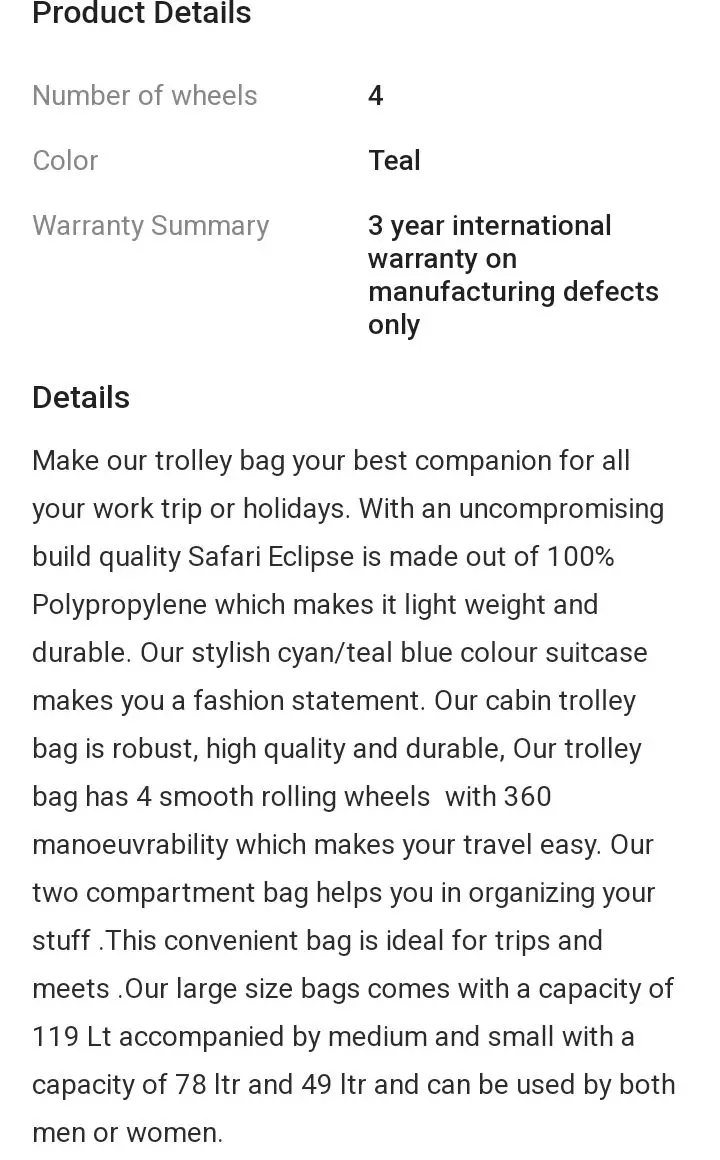 Product Details
Number of wheels 4
Color Teal
Warranty Summary 3 year international
warranty on
manufacturing defects
only
Details
Make our trolley bag your best companion for all
your work trip or holidays. With an uncompromising
build quality Safari Eclipse is made out of 100%
Polypropylene which makes it light weight and
durable. Our stylish cyan/teal blue colour suitcase
makes you a fashion statement. Our cabin trolley
bag is robust, high quality and durable, Our trolley
bag has 4 smooth rolling wheels  with 360
manoeuvrability which makes your travel easy. Our
two compartment bag helps you in organizing your
stuff .This convenient bag is ideal for trips and
meets .Our large size bags comes with a capacity of
119 Lt accompanied by medium and small with a
capacity of 78 ltr and 49 ltr and can be used by both
men or women.